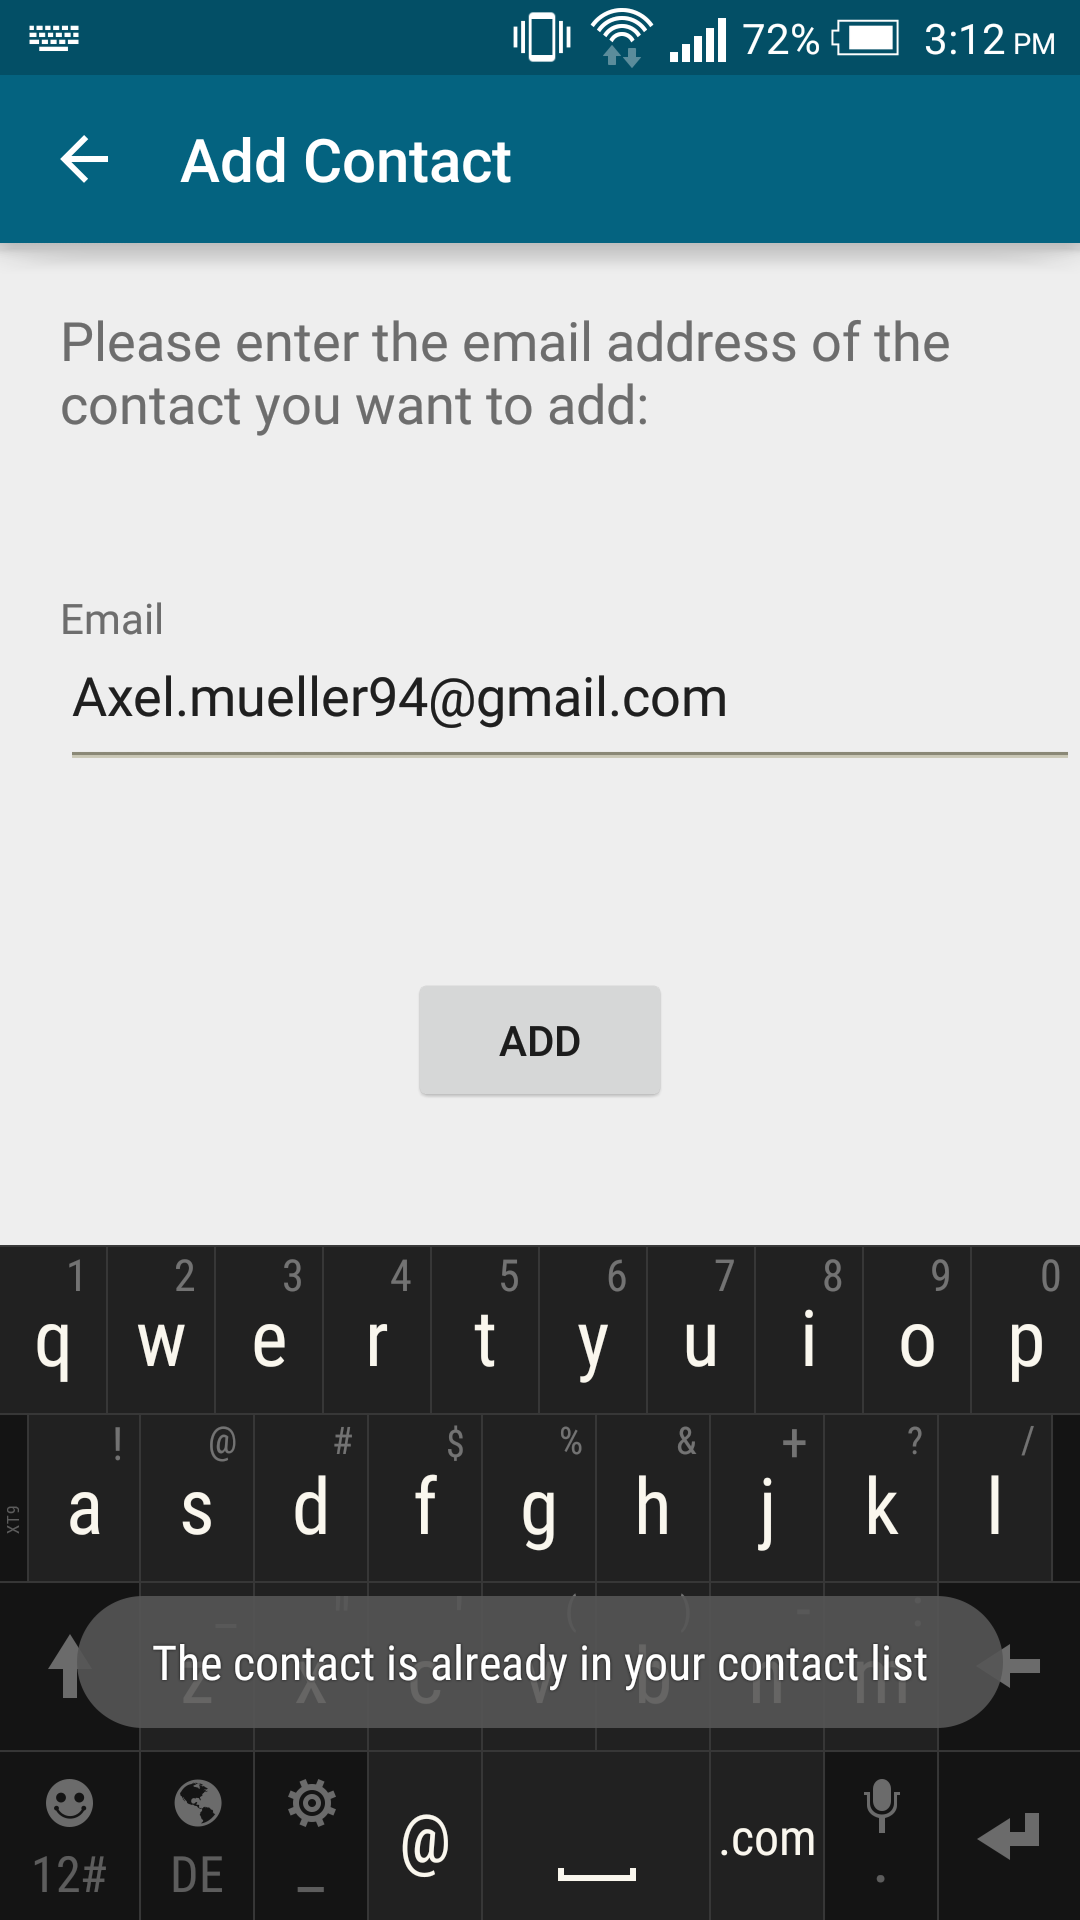 72% 3:12 PM
Add Contact
Please enter the email address of the
contact you want to add:
Email
Axel.mueller94@gmail.com
ADD
1 2 3 4 5 6 7 8 9 0
q w e r t y u i o p
! @ # $ % & + ? /
XT9 a s d f g h j k l
_ " ' ( ) - :
z x c v b n m
The contact is already in your contact list
12# DE _ @ .com .